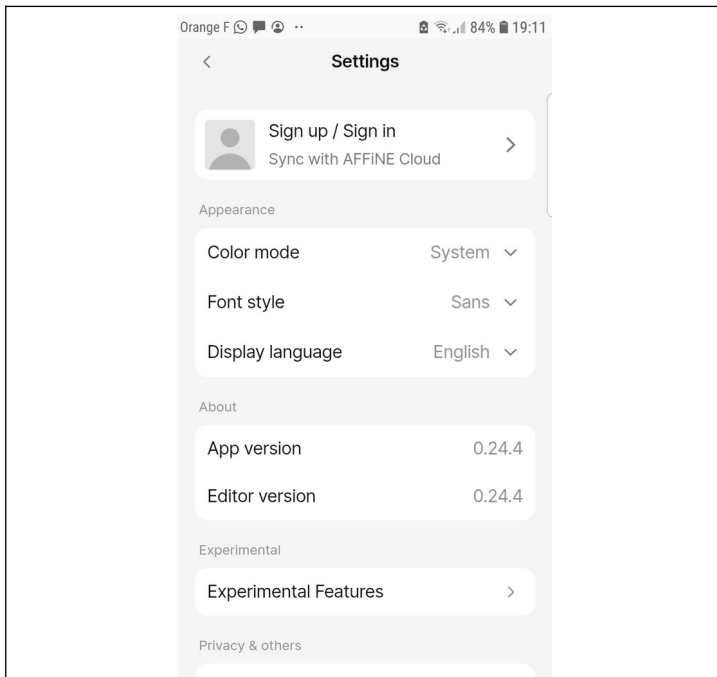 Orange F 84% 19:11
Settings
Sign up / Sign in
Sync with AFFiNE Cloud
Appearance
Color mode System
Font style Sans
Display language English
About
App version 0.24.4
Editor version 0.24.4
Experimental
Experimental Features
Privacy & others